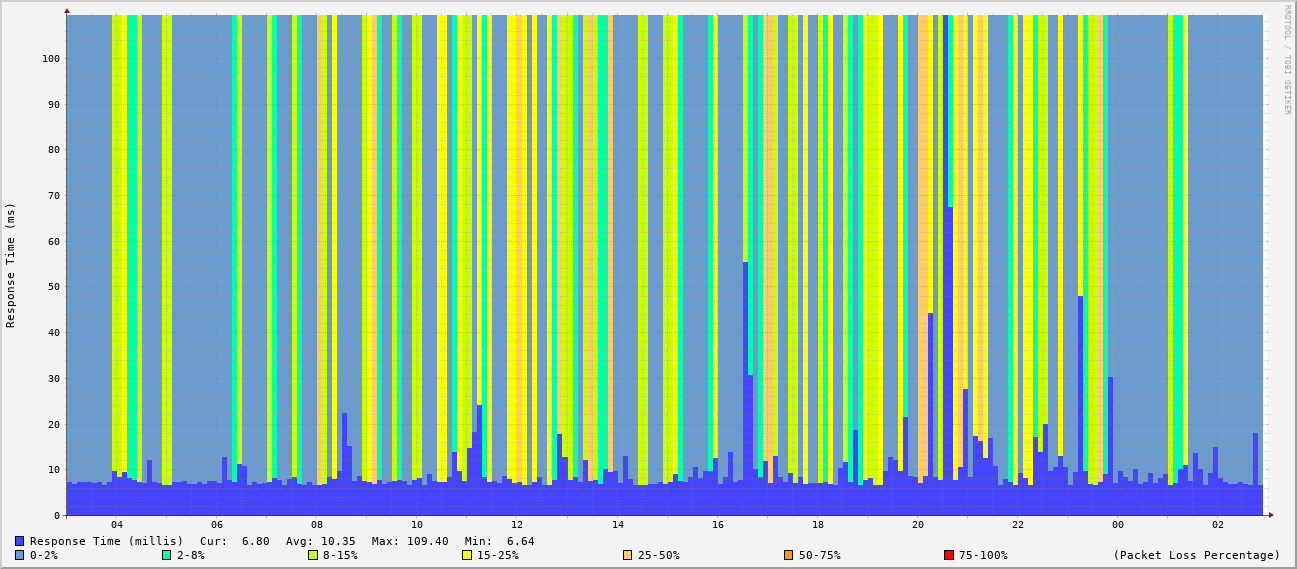 RRDTOOL / TOBI OETIKER
Response Time (ms)
100
90
80
70
60
50
40
30
20
10
0
04 06 08 10 12 14 16 18 20 22 00 02
Response Time (millis) Cur: 6.80 Avg: 10.35 Max: 109.40 Min: 6.64
0-2% 2-8% 8-15% 15-25% 25-50% 50-75% 75-100% (Packet Loss Percentage)